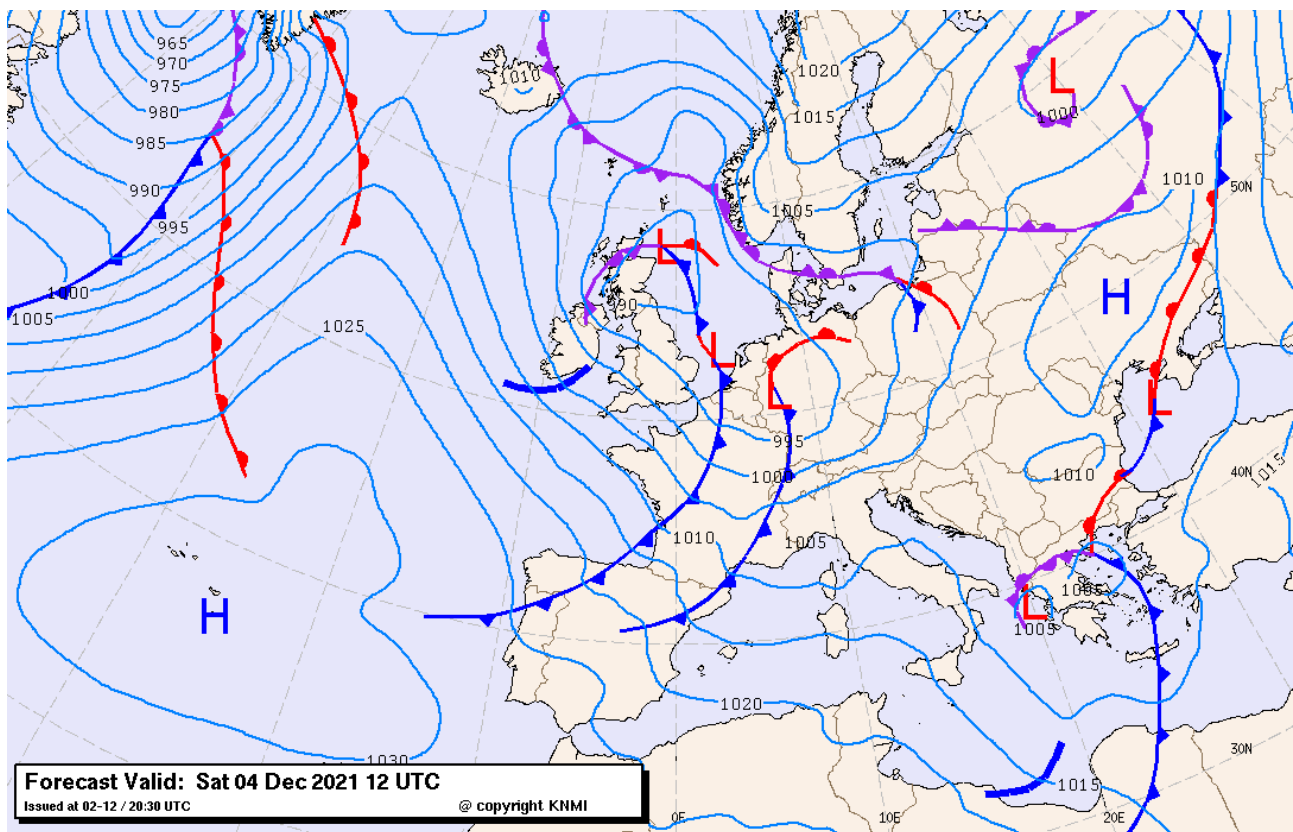 965
970
975
980
985
990
995
1000
1005
1010
1020
1015
1005
L
1000
1010
50N
H
L
990
1025
L
L
L
995
1000
1010
1010
1005
40N
1015
H
1005
L
1005
1020
1030
1015
30N
0E
10E
20E
Forecast Valid: Sat 04 Dec 2021 12 UTC
Issued at 02-12 / 20:30 UTC @ copyright KNMI